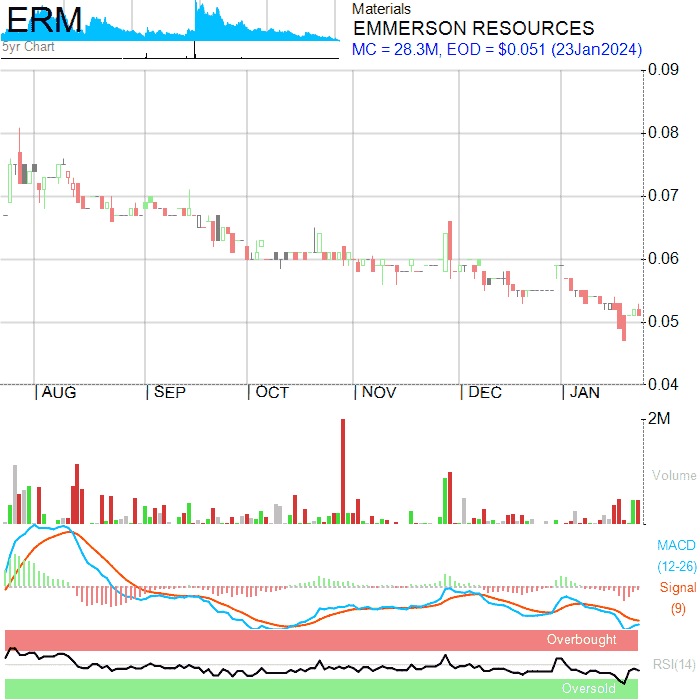 ERM
5yr Chart
Materials
EMMERSON RESOURCES
MC = 28.3M, EOD = $0.051 (23Jan2024)
0.09
0.08
0.07
0.06
0.05
0.04
AUG SEP OCT NOV DEC JAN
2M
Volume
MACD
(12-26)
Signal
(9)
Overbought
RSI(14)
Oversold